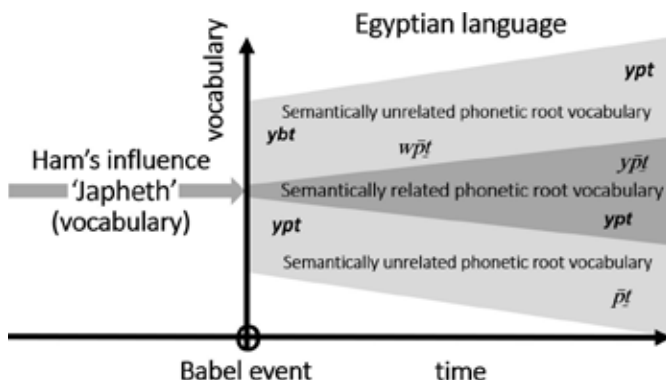 Egyptian language
vocabulary
ypt
Semantically unrelated phonetic root vocabulary
ybt
wp̄ṯ
Ham’s influence
‘Japheth’
(vocabulary)
yp̄ṯ
Semantically related phonetic root vocabulary
ypt
ypt
Semantically unrelated phonetic root vocabulary
p̄ṯ
Babel event
time